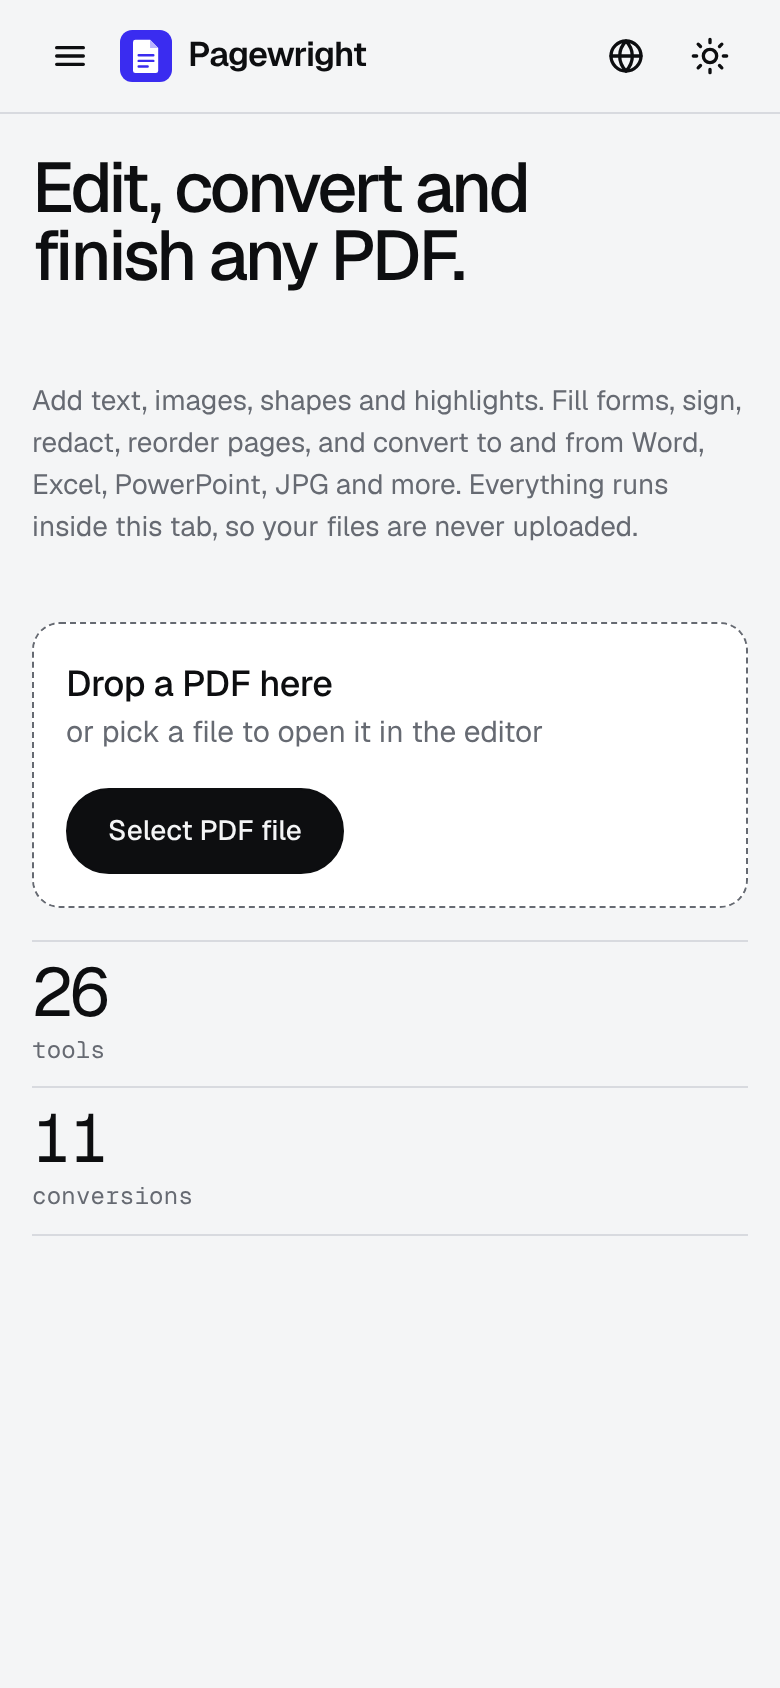 Pagewright
Edit, convert and
finish any PDF.
Add text, images, shapes and highlights. Fill forms, sign,
redact, reorder pages, and convert to and from Word,
Excel, PowerPoint, JPG and more. Everything runs
inside this tab, so your files are never uploaded.
Drop a PDF here
or pick a file to open it in the editor
Select PDF file
26
tools
11
conversions